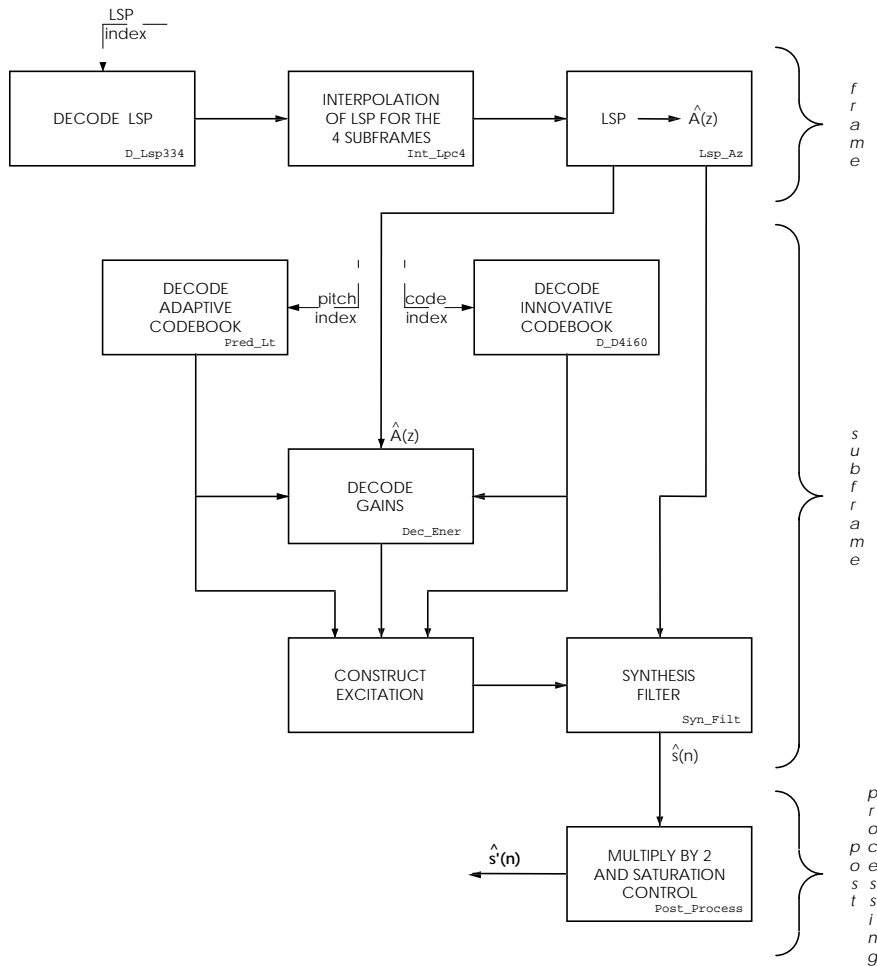 LSP
index
DECODE LSP
D_Lsp334
INTERPOLATION
OF LSP FOR THE
4 SUBFRAMES
Int_Lpc4
LSP Â(z)
Lsp_Az
frame
DECODE
ADAPTIVE
CODEBOOK
Pred_Lt
pitch
index
code
index
DECODE
INNOVATIVE
CODEBOOK
D_D4i60
Â(z)
DECODE
GAINS
Dec_Ener
subframe
CONSTRUCT
EXCITATION
SYNTHESIS
FILTER
Syn_Filt
ŝ(n)
MULTIPLY BY 2
AND SATURATION
CONTROL
Post_Process
ŝ'(n)
post
processing